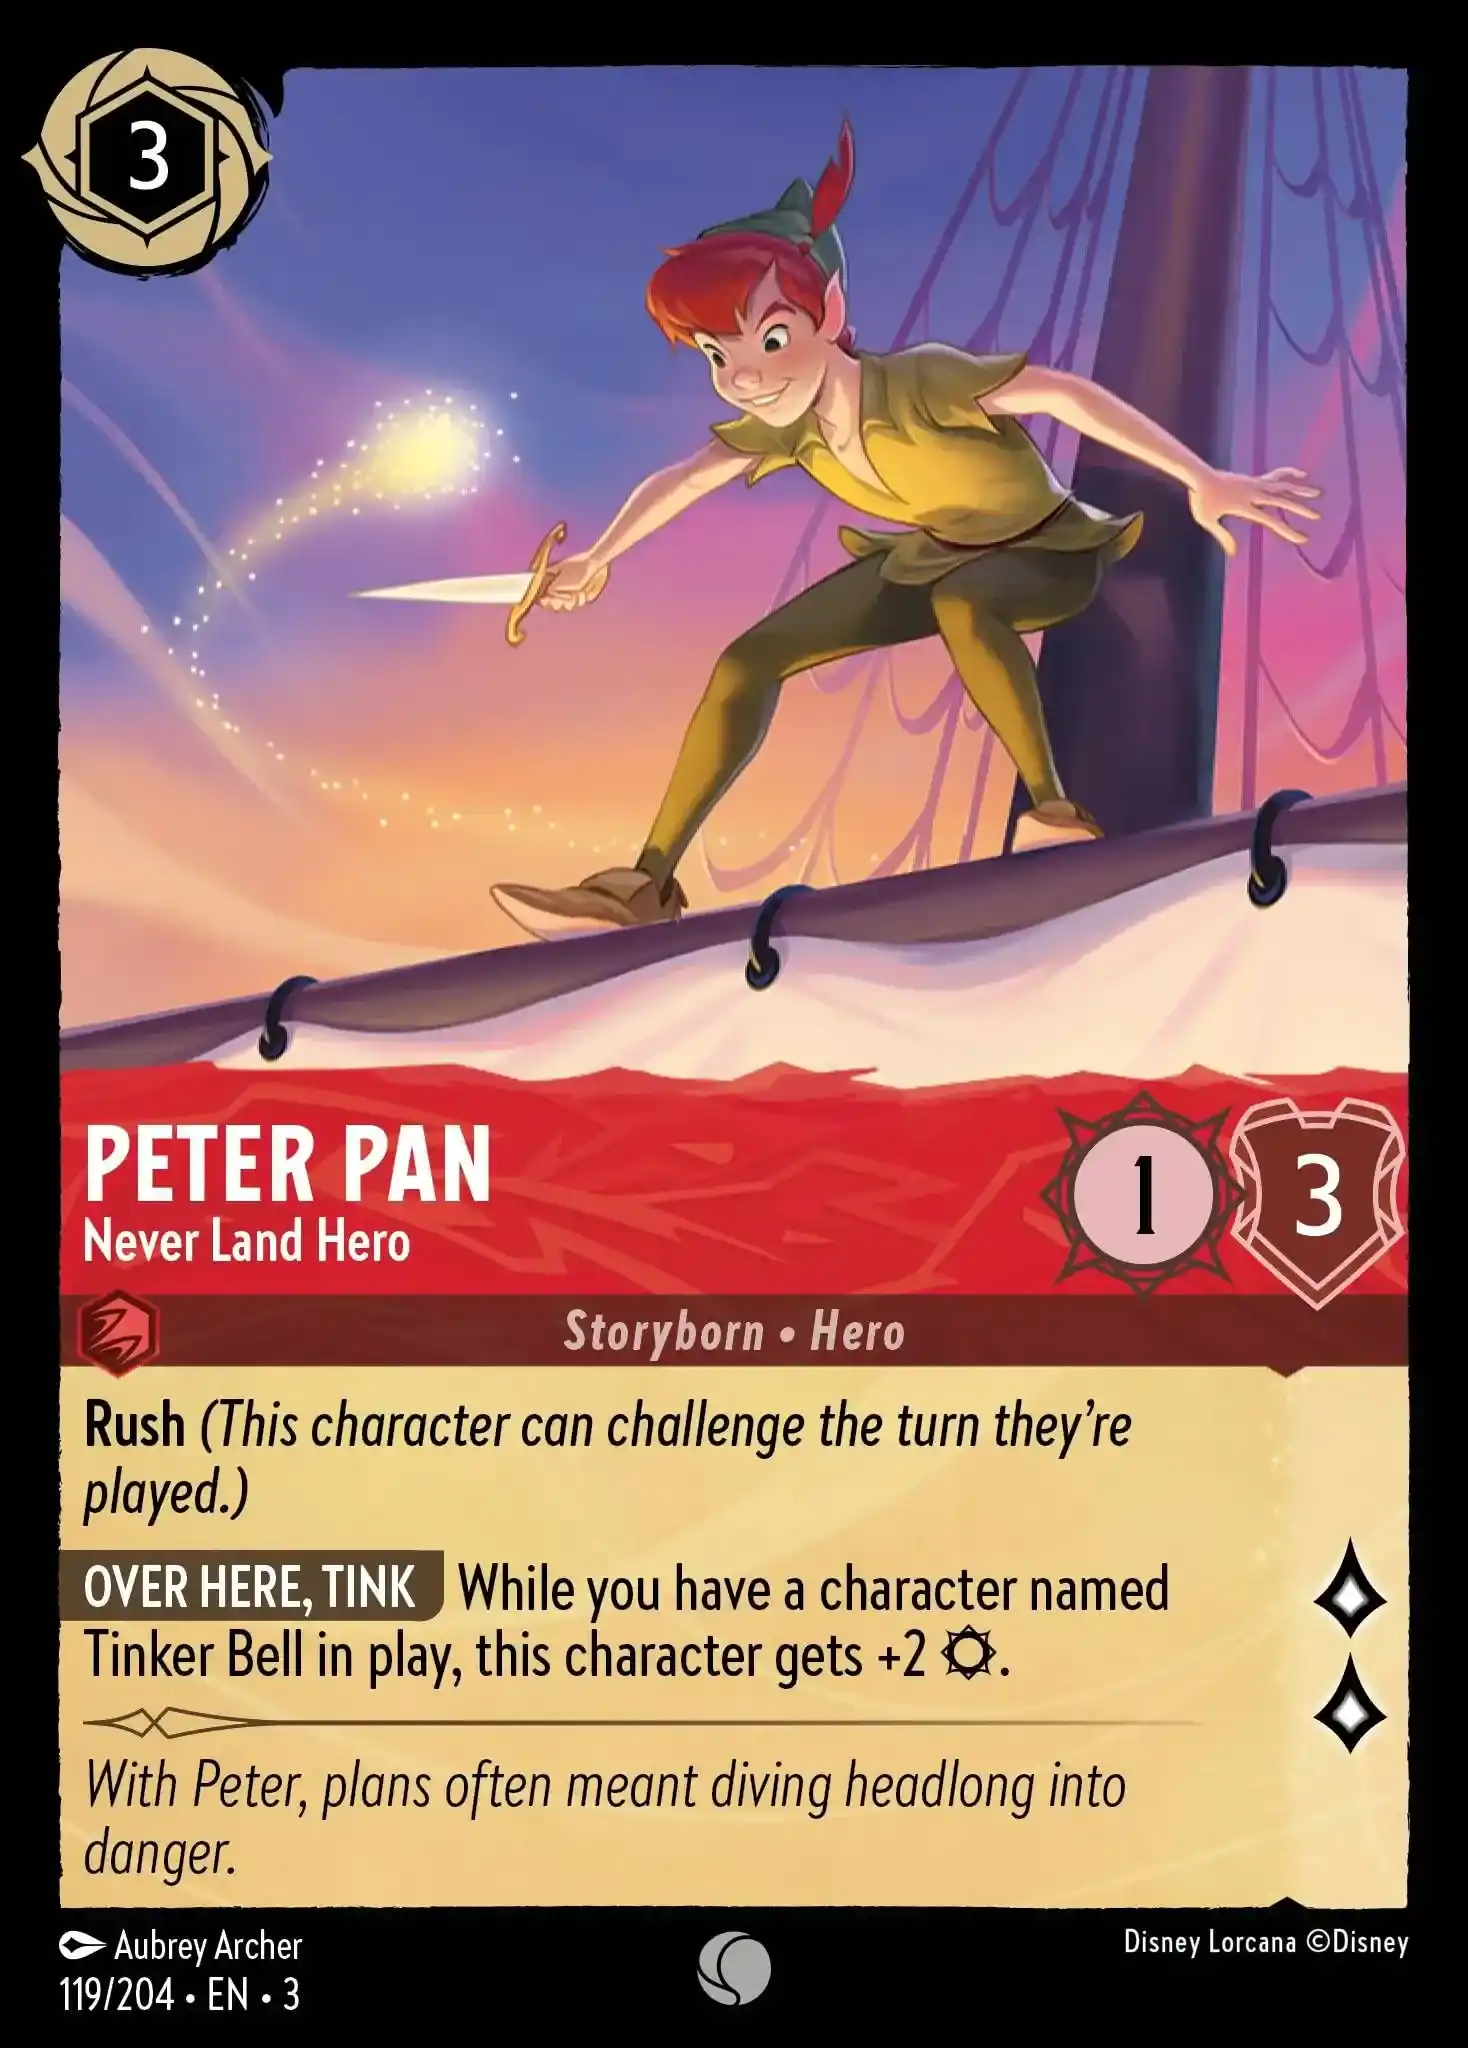 3
PETER PAN
Never Land Hero
1
3
Storyborn • Hero
Rush (This character can challenge the turn they’re
played.)
OVER HERE, TINK While you have a character named
Tinker Bell in play, this character gets +2 .
With Peter, plans often meant diving headlong into
danger.
Aubrey Archer
Disney Lorcana ©Disney
119/204 • EN • 3